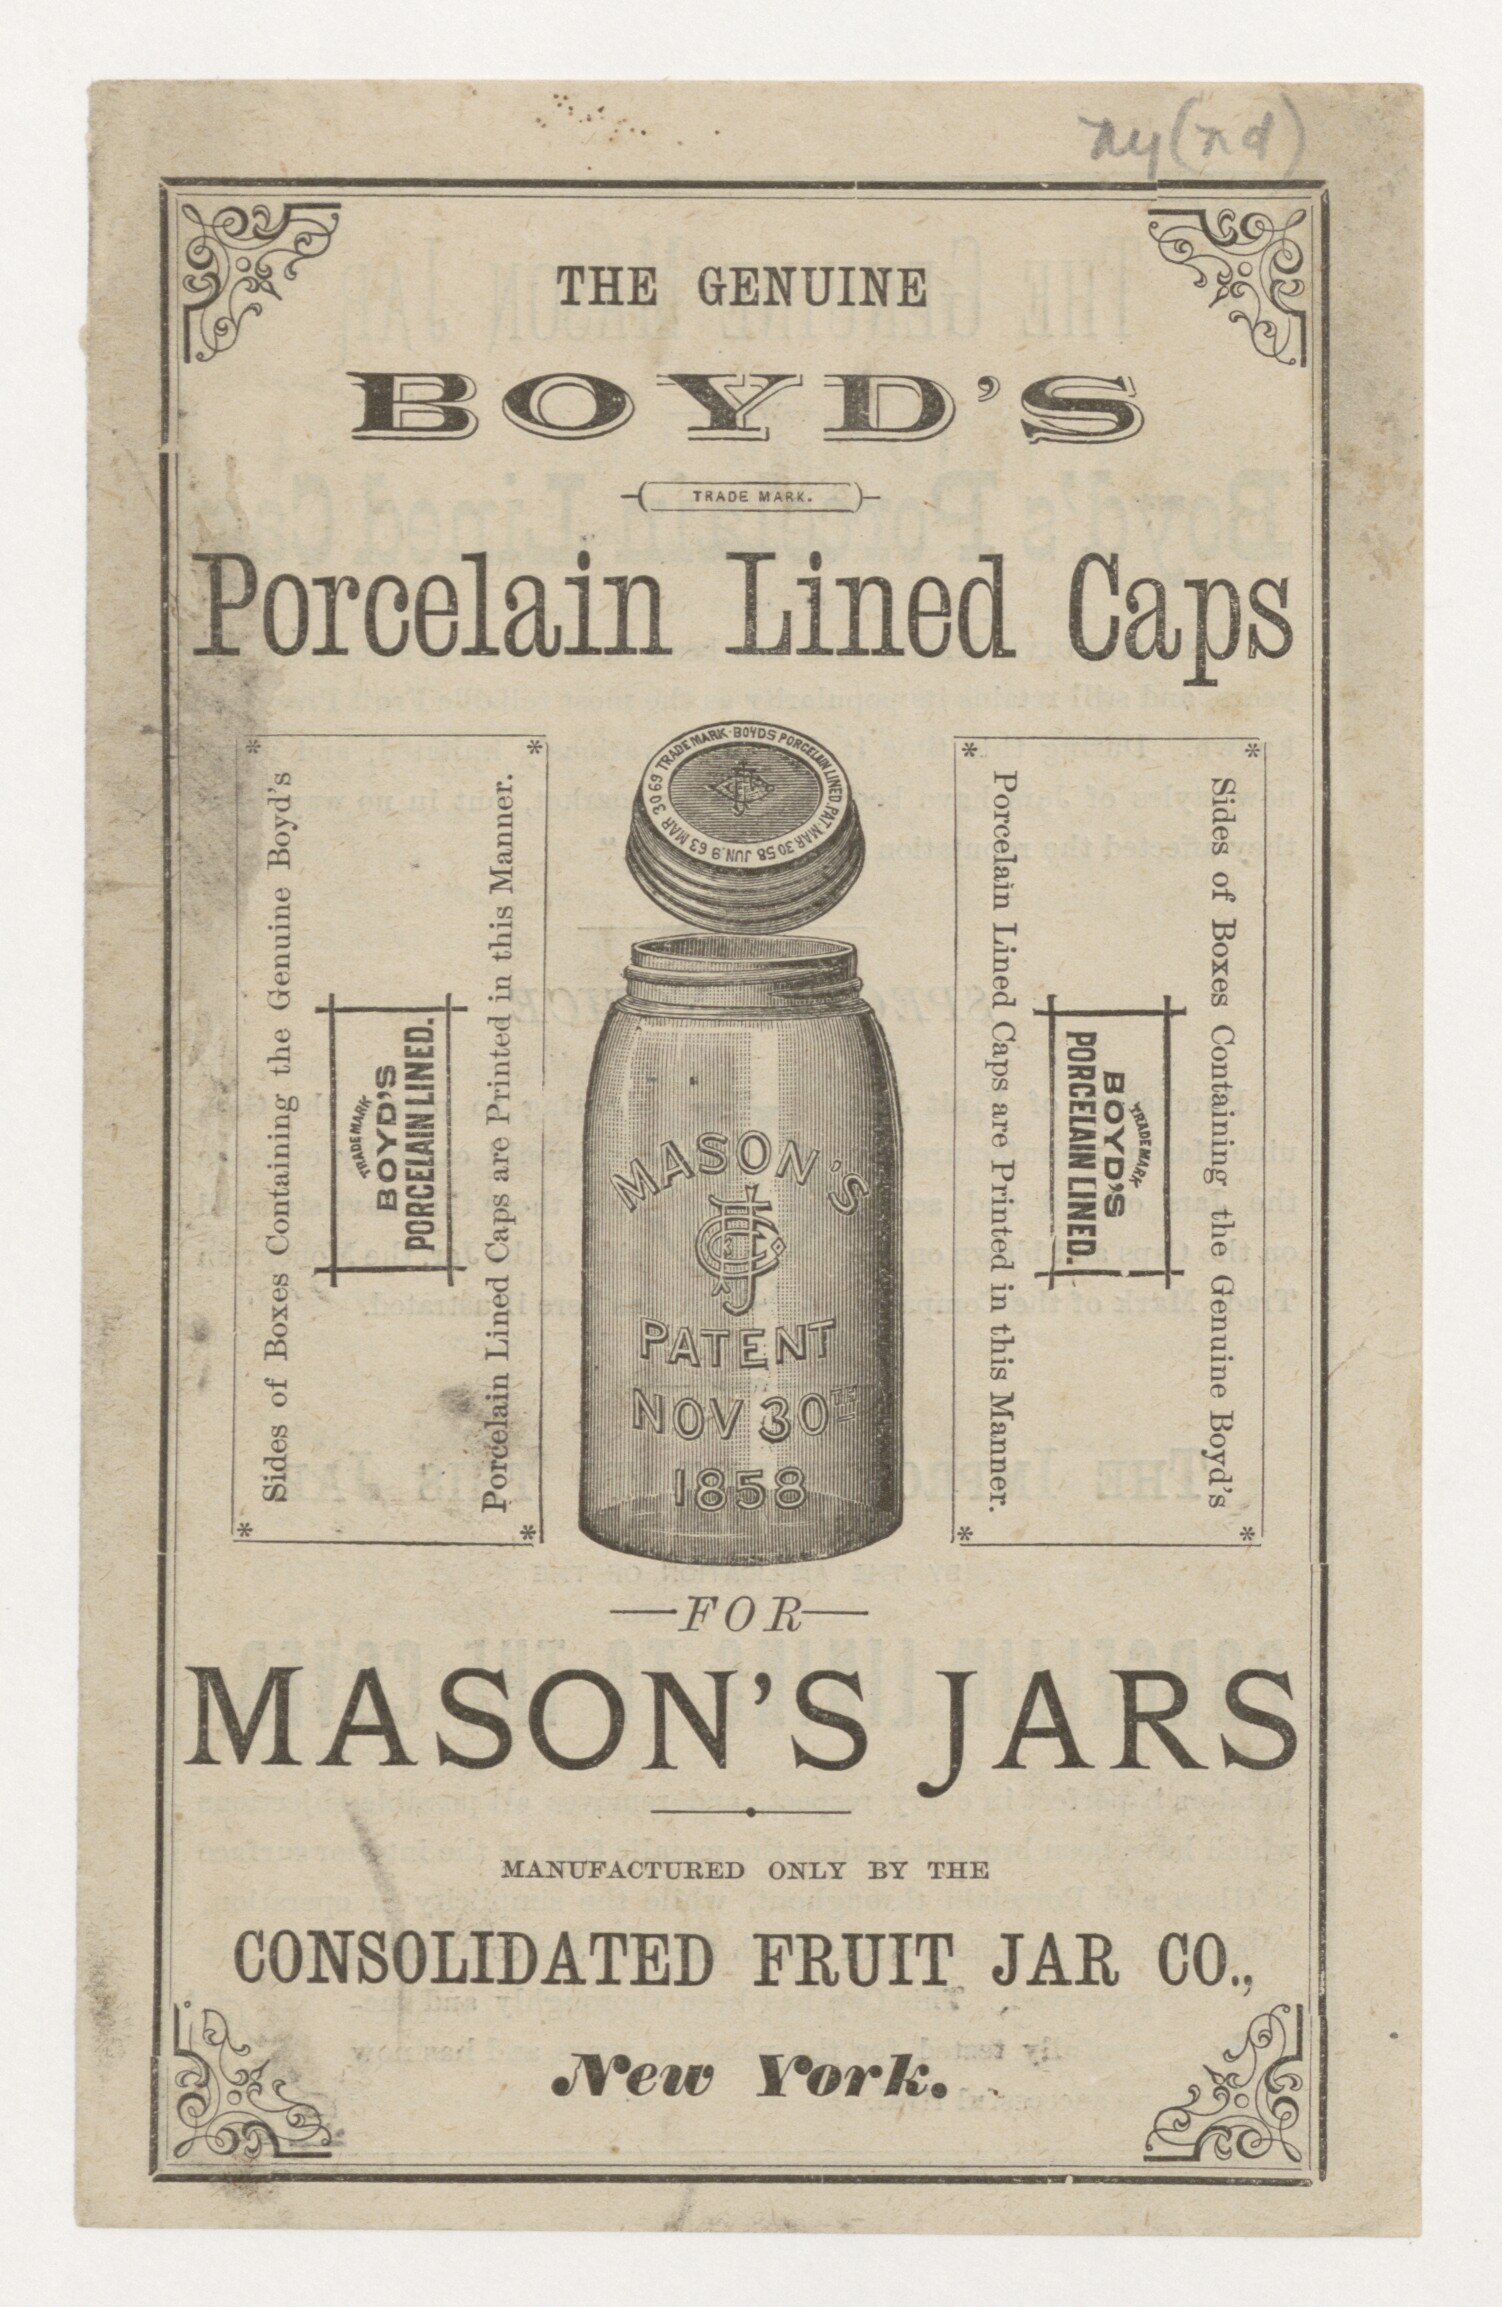 ny (nd)
THE GENUINE
BOYD'S
TRADE MARK.
Porcelain Lined Caps
Sides of Boxes Containing the Genuine Boyd's
TRADE MARK
BOYD'S
PORCELAIN LINED.
Porcelain Lined Caps are Printed in this Manner.
TRADE MARK · BOYDS PORCELAIN LINED. PAT. MAR 30 58 JUN. 9 63 MAR 30 69
CFJ
MASON'S
CFJ
PATENT
NOV 30TH
1858
Sides of Boxes Containing the Genuine Boyd's
TRADE MARK
BOYD'S
PORCELAIN LINED.
Porcelain Lined Caps are Printed in this Manner.
—FOR—
MASON'S JARS
MANUFACTURED ONLY BY THE
CONSOLIDATED FRUIT JAR CO.,
New York.